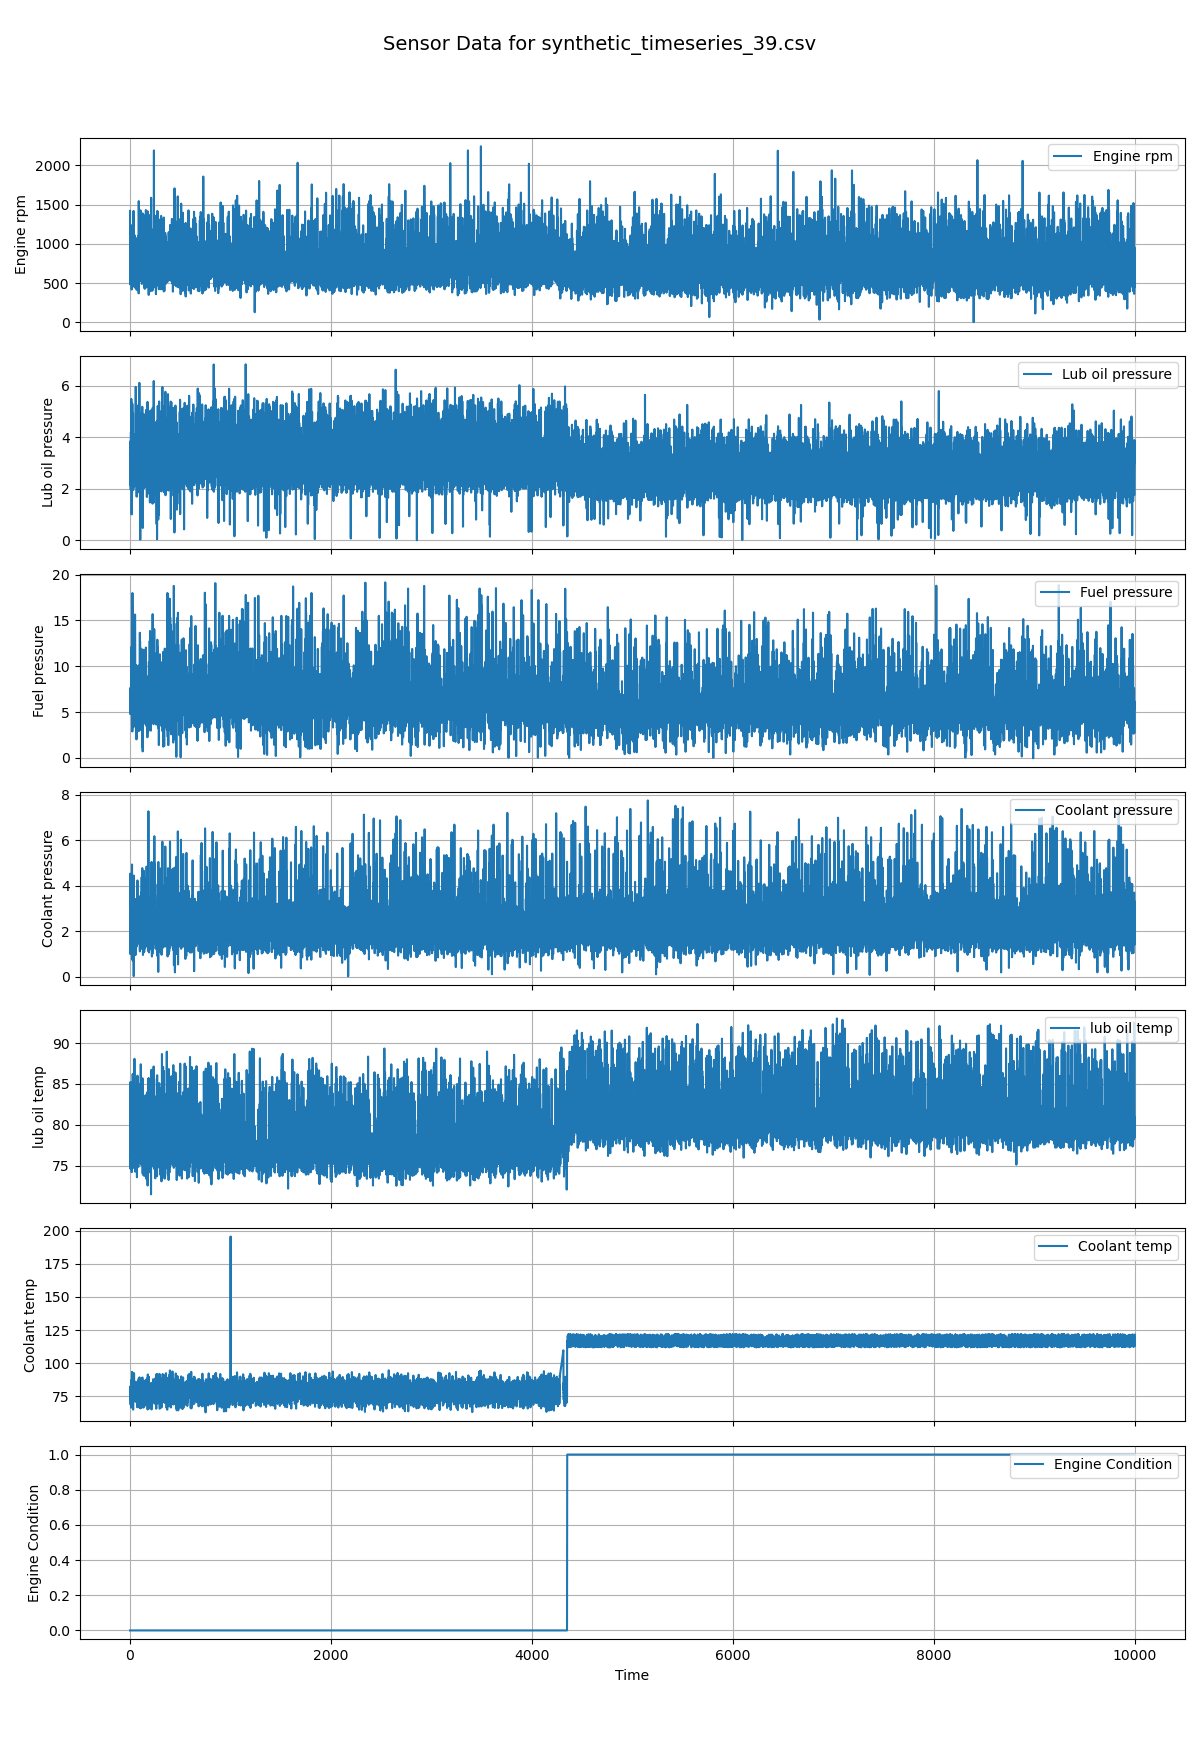 Sensor Data for synthetic_timeseries_39.csv
Engine rpm
2000
1500
1000
500
0
Engine rpm
Lub oil pressure
6
4
2
0
Lub oil pressure
Fuel pressure
20
15
10
5
0
Fuel pressure
Coolant pressure
8
6
4
2
0
Coolant pressure
lub oil temp
90
85
80
75
lub oil temp
Coolant temp
200
175
150
125
100
75
Coolant temp
Engine Condition
1.0
0.8
0.6
0.4
0.2
0.0
Engine Condition
0 2000 4000 6000 8000 10000
Time